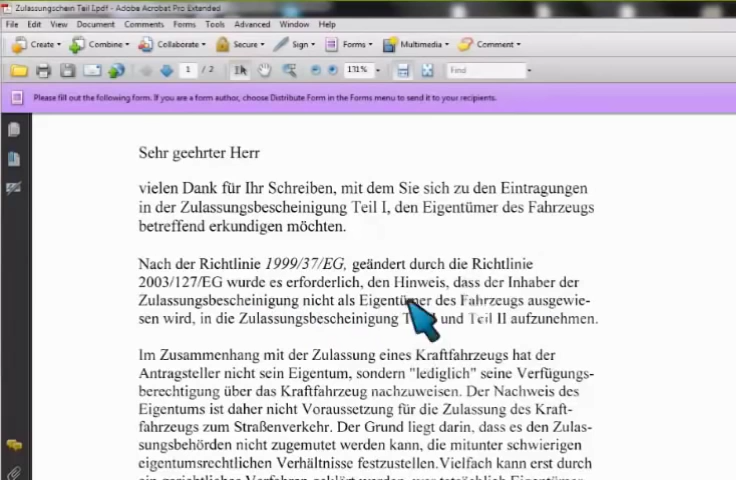 Zulassungschein Teil I.pdf - Adobe Acrobat Pro Extended
File Edit View Document Comments Forms Tools Advanced Window Help
Create Combine Collaborate Secure Sign Forms Multimedia Comment
1 / 2 131% Find
Please fill out the following form. If you are a form author, choose Distribute Form in the Forms menu to send it to your recipients.
Sehr geehrter Herr
vielen Dank für Ihr Schreiben, mit dem Sie sich zu den Eintragungen
in der Zulassungsbescheinigung Teil I, den Eigentümer des Fahrzeugs
betreffend erkundigen möchten.
Nach der Richtlinie 1999/37/EG, geändert durch die Richtlinie
2003/127/EG wurde es erforderlich, den Hinweis, dass der Inhaber der
Zulassungsbescheinigung nicht als Eigentümer des Fahrzeugs ausgewie-
sen wird, in die Zulassungsbescheinigung und Teil II aufzunehmen.
Im Zusammenhang mit der Zulassung eines Kraftfahrzeugs hat der
Antragsteller nicht sein Eigentum, sondern "lediglich" seine Verfügungs-
berechtigung über das Kraftfahrzeug nachzuweisen. Der Nachweis des
Eigentums ist daher nicht Voraussetzung für die Zulassung des Kraft-
fahrzeugs zum Straßenverkehr. Der Grund liegt darin, dass es den Zulas-
sungsbehörden nicht zugemutet werden kann, die mitunter schwierigen
eigentumsrechtlichen Verhältnisse festzustellen.Vielfach kann erst durch